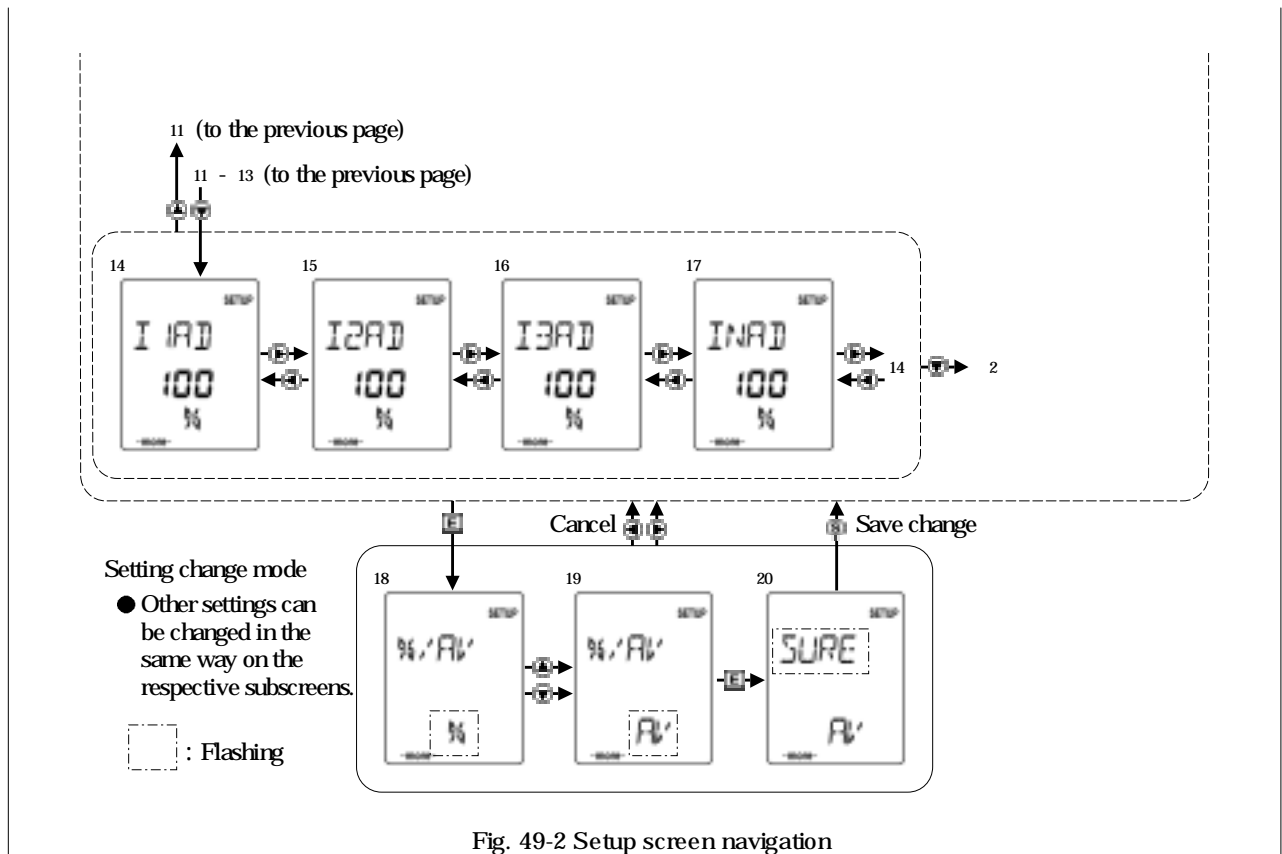 11 (to the previous page)
11 - 13 (to the previous page)
14 15 16 17
SETUP SETUP SETUP SETUP
I1AD I2AD I3AD INAD
100 100 100 100
14 2
% % % %
E Cancel S Save change
Setting change mode
● Other settings can
be changed in the
same way on the
respective subscreens.
: Flashing
18 19 20
SETUP SETUP SETUP
%/AV %/AV SURE
E
% AV AV
Fig. 49-2 Setup screen navigation